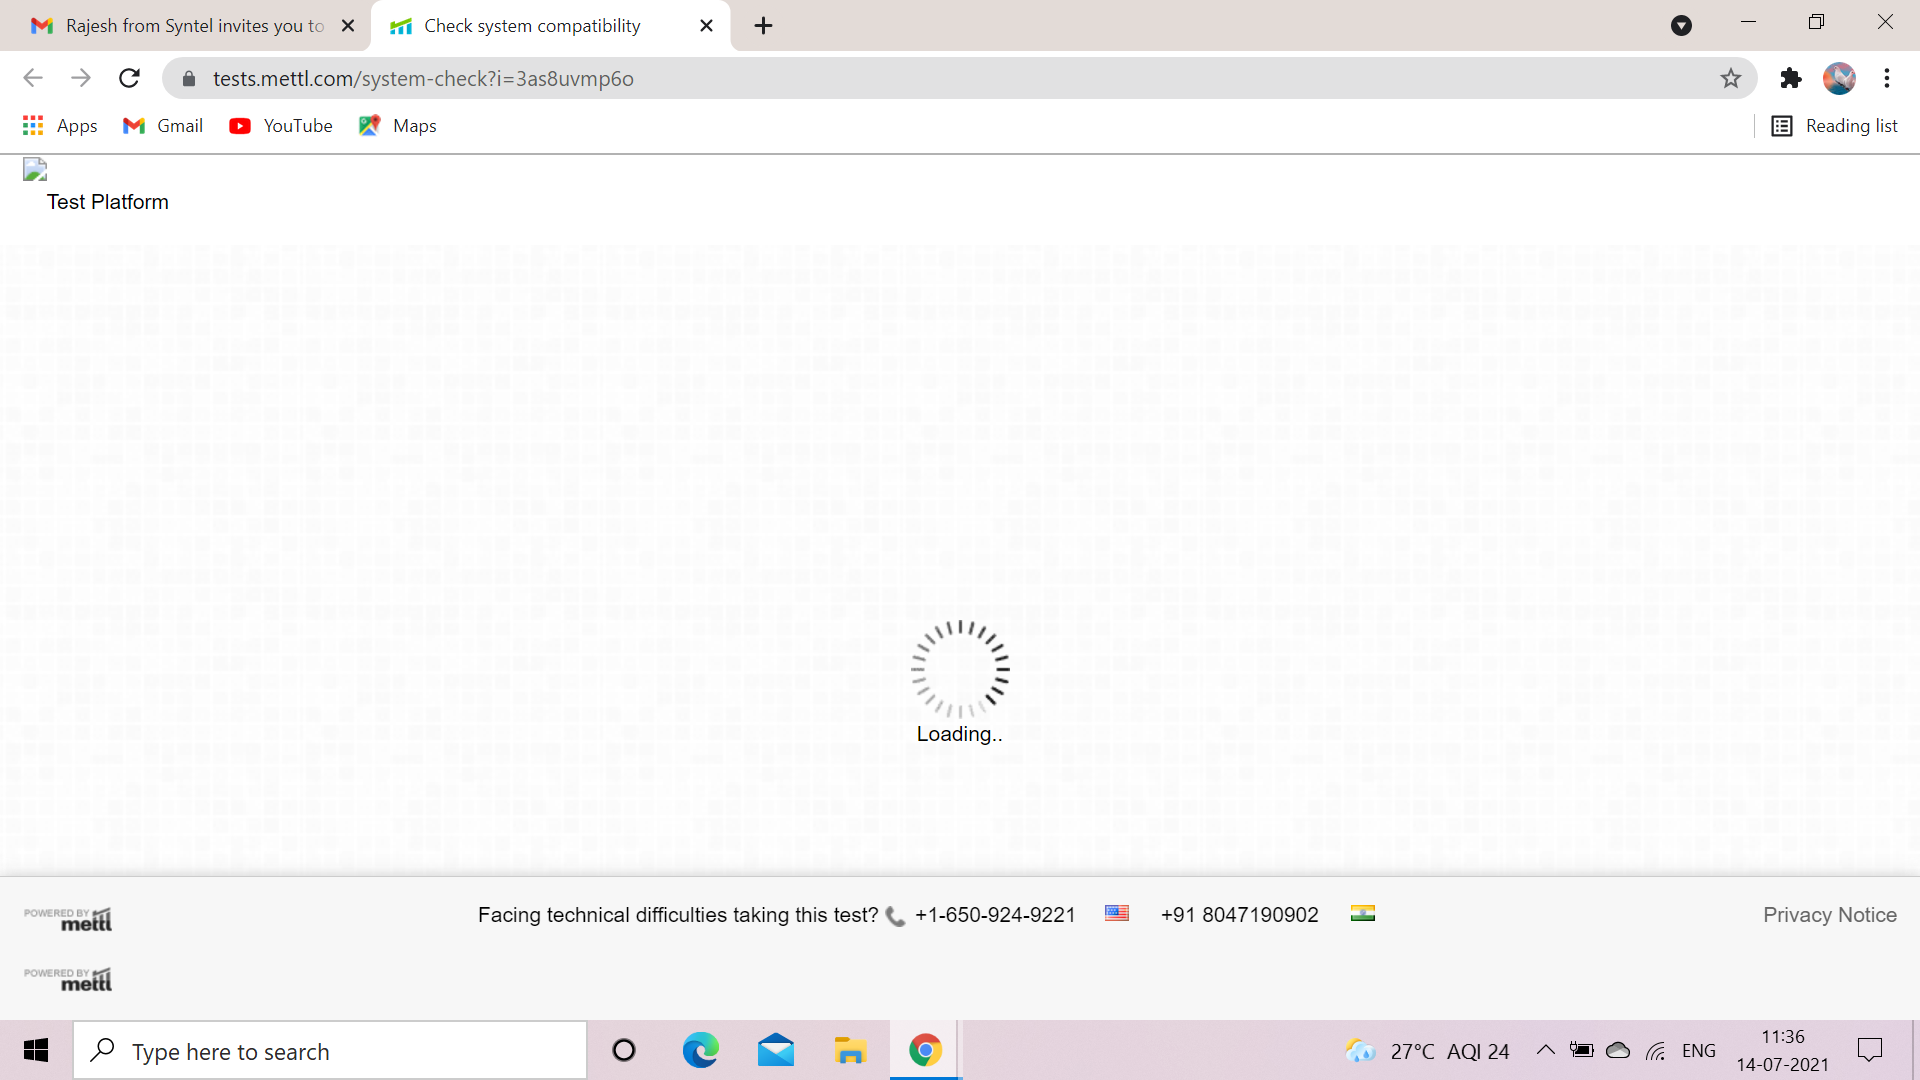 Rajesh from Syntel invites you to
Check system compatibility
tests.mettl.com/system-check?i=3as8uvmp6o
Apps Gmail YouTube Maps Reading list
Test Platform
Loading..
POWERED BY mettl
Facing technical difficulties taking this test? +1-650-924-9221 +91 8047190902 Privacy Notice
POWERED BY mettl
Type here to search
27°C AQI 24 ENG
11:36
14-07-2021